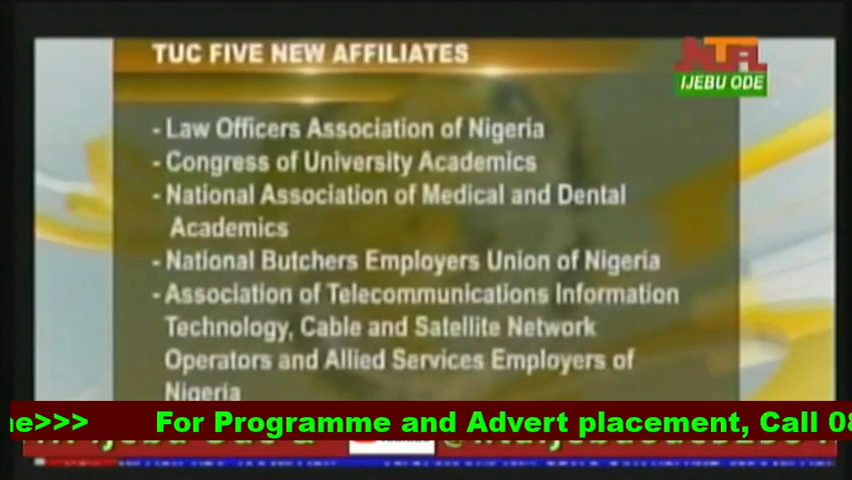 TUC FIVE NEW AFFILIATES
NTA
IJEBU ODE
- Law Officers Association of Nigeria
- Congress of University Academics
- National Association of Medical and Dental
Academics
- National Butchers Employers Union of Nigeria
- Association of Telecommunications Information
Technology, Cable and Satellite Network
Operators and Allied Services Employers of
Nigeria
>>> For Programme and Advert placement, Call 08